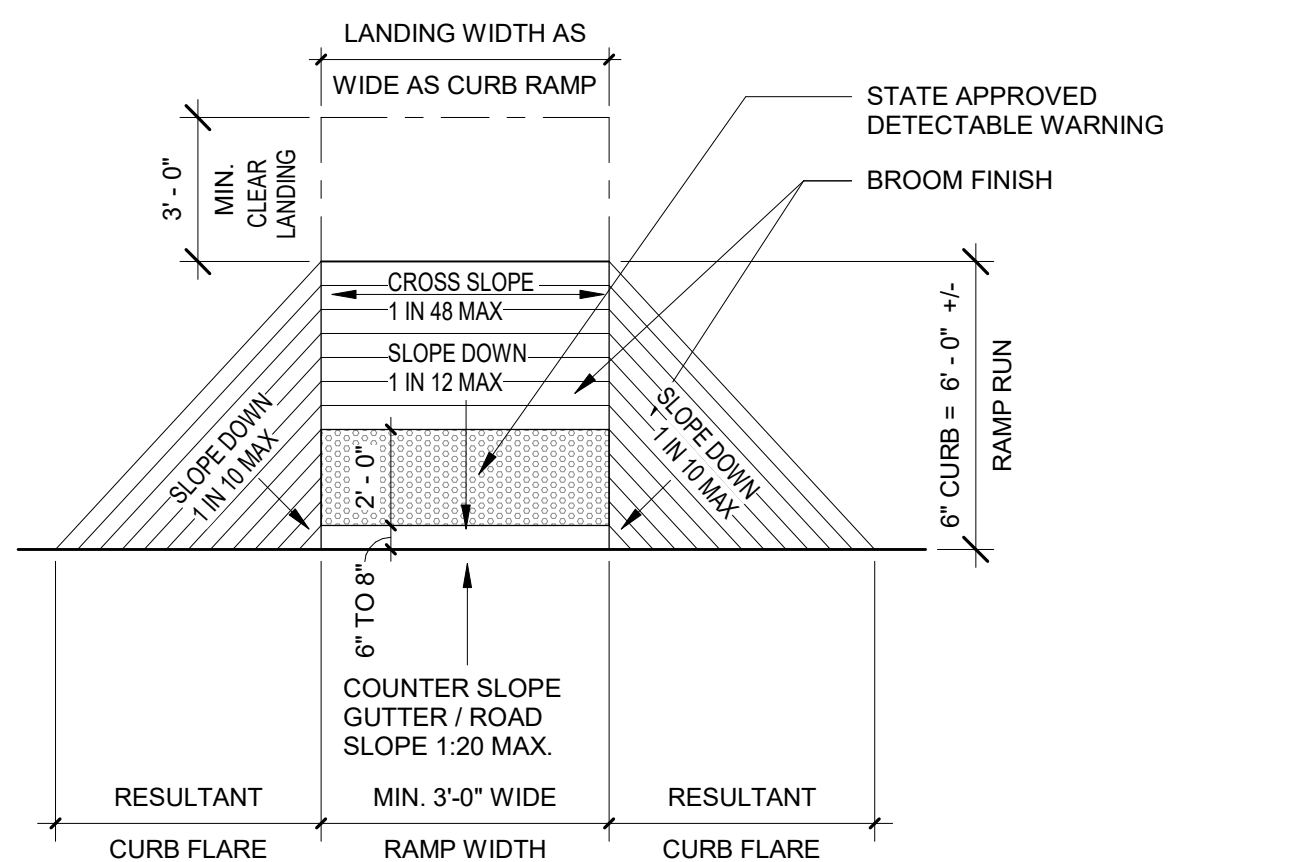 LANDING WIDTH AS
WIDE AS CURB RAMP
STATE APPROVED
DETECTABLE WARNING
BROOM FINISH
3' - 0"
MIN.
CLEAR
LANDING
CROSS SLOPE
1 IN 48 MAX
SLOPE DOWN
1 IN 12 MAX
SLOPE DOWN
1 IN 10 MAX
2' - 0"
SLOPE DOWN
1 IN 10 MAX
6" CURB = 6' - 0" +/-
RAMP RUN
6" TO 8"
COUNTER SLOPE
GUTTER / ROAD
SLOPE 1:20 MAX.
RESULTANT
CURB FLARE
MIN. 3'-0" WIDE
RAMP WIDTH
RESULTANT
CURB FLARE